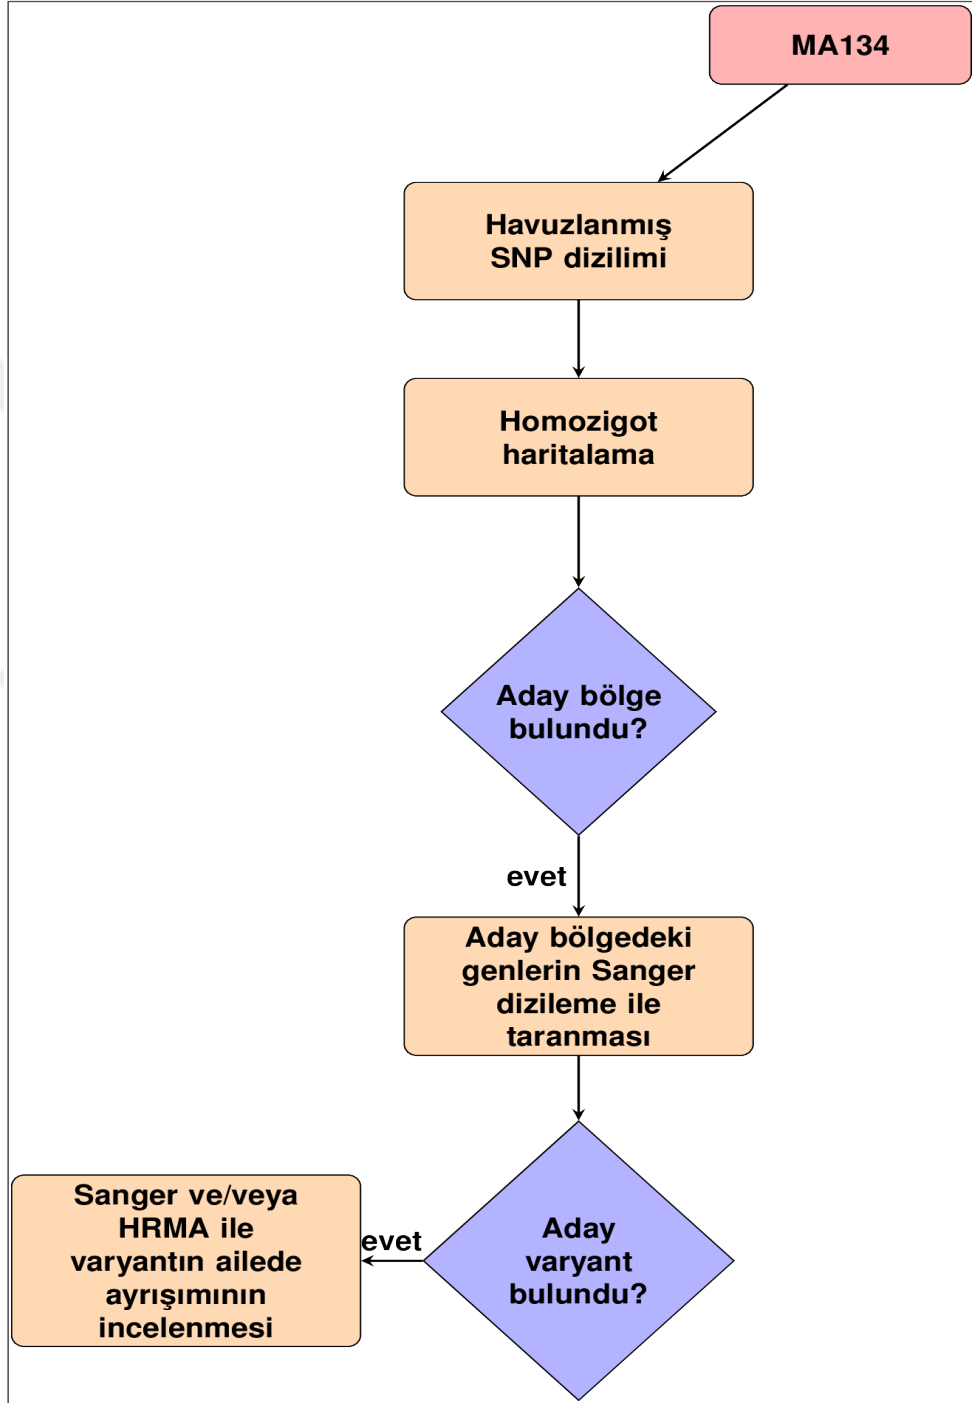 MA134
Havuzlanmış
SNP dizilimi
Homozigot
haritalama
Aday bölge
bulundu?
evet
Aday bölgedeki
genlerin Sanger
dizileme ile
taranması
Aday
varyant
bulundu?
evet
Sanger ve/veya
HRMA ile
varyantın ailede
ayrışımının
incelenmesi